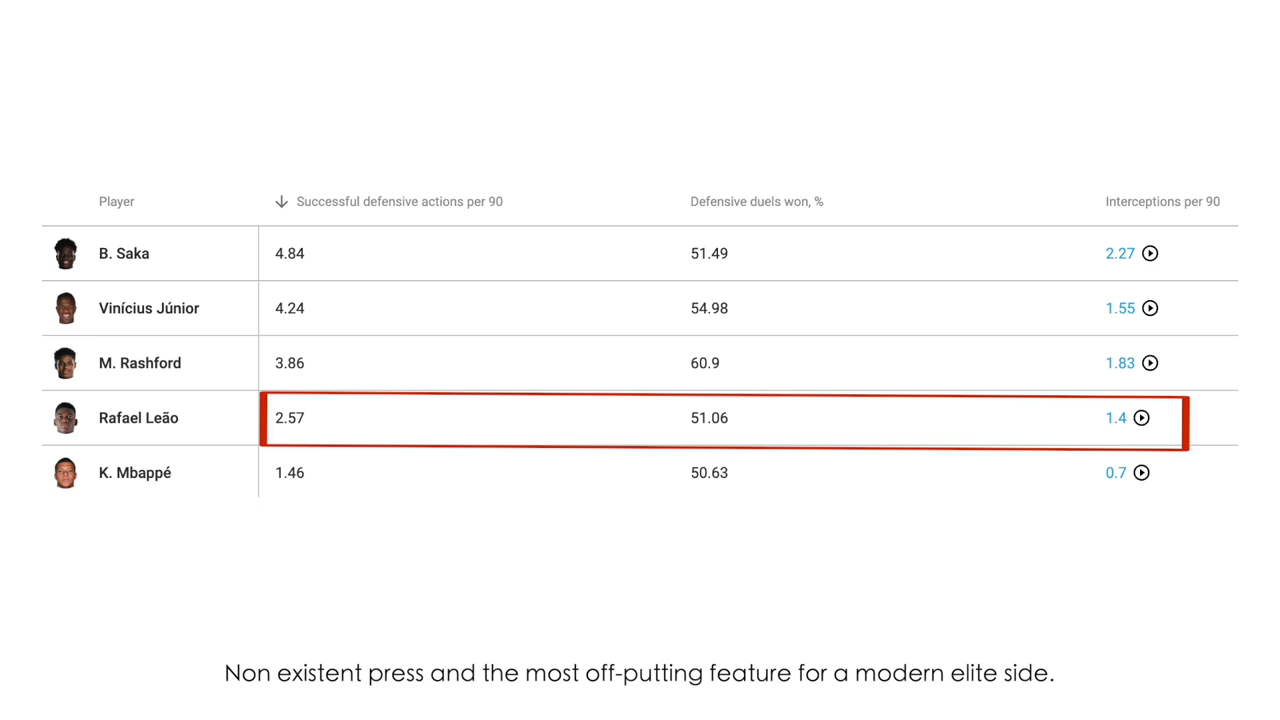 Player Successful defensive actions per 90 Defensive duels won, % Interceptions per 90
B. Saka 4.84 51.49 2.27
Vinícius Júnior 4.24 54.98 1.55
M. Rashford 3.86 60.9 1.83
Rafael Leão 2.57 51.06 1.4
K. Mbappé 1.46 50.63 0.7
Non existent press and the most off-putting feature for a modern elite side.